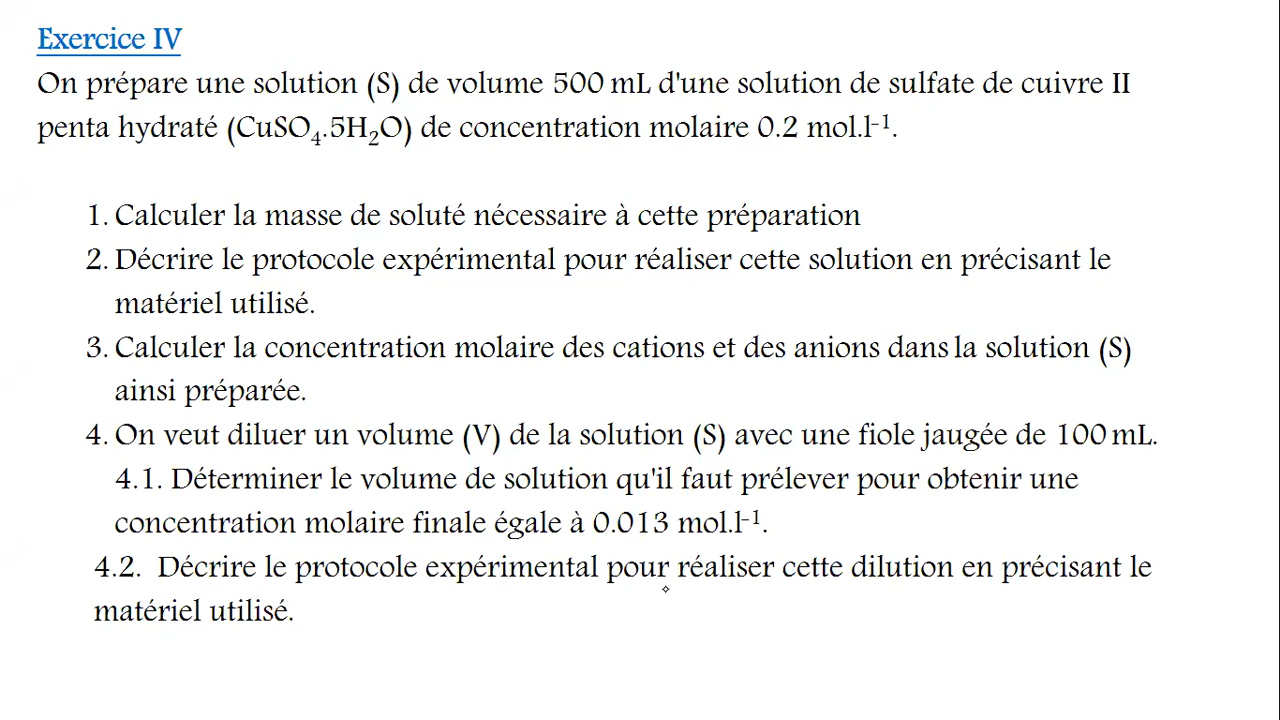 Exercice IV
On prépare une solution (S) de volume 500 mL d'une solution de sulfate de cuivre II
penta hydraté (CuSO₄.5H₂O) de concentration molaire 0.2 mol.l⁻¹.
1. Calculer la masse de soluté nécessaire à cette préparation
2. Décrire le protocole expérimental pour réaliser cette solution en précisant le
matériel utilisé.
3. Calculer la concentration molaire des cations et des anions dans la solution (S)
ainsi préparée.
4. On veut diluer un volume (V) de la solution (S) avec une fiole jaugée de 100 mL.
4.1. Déterminer le volume de solution qu'il faut prélever pour obtenir une
concentration molaire finale égale à 0.013 mol.l⁻¹.
4.2. Décrire le protocole expérimental pour réaliser cette dilution en précisant le
matériel utilisé.